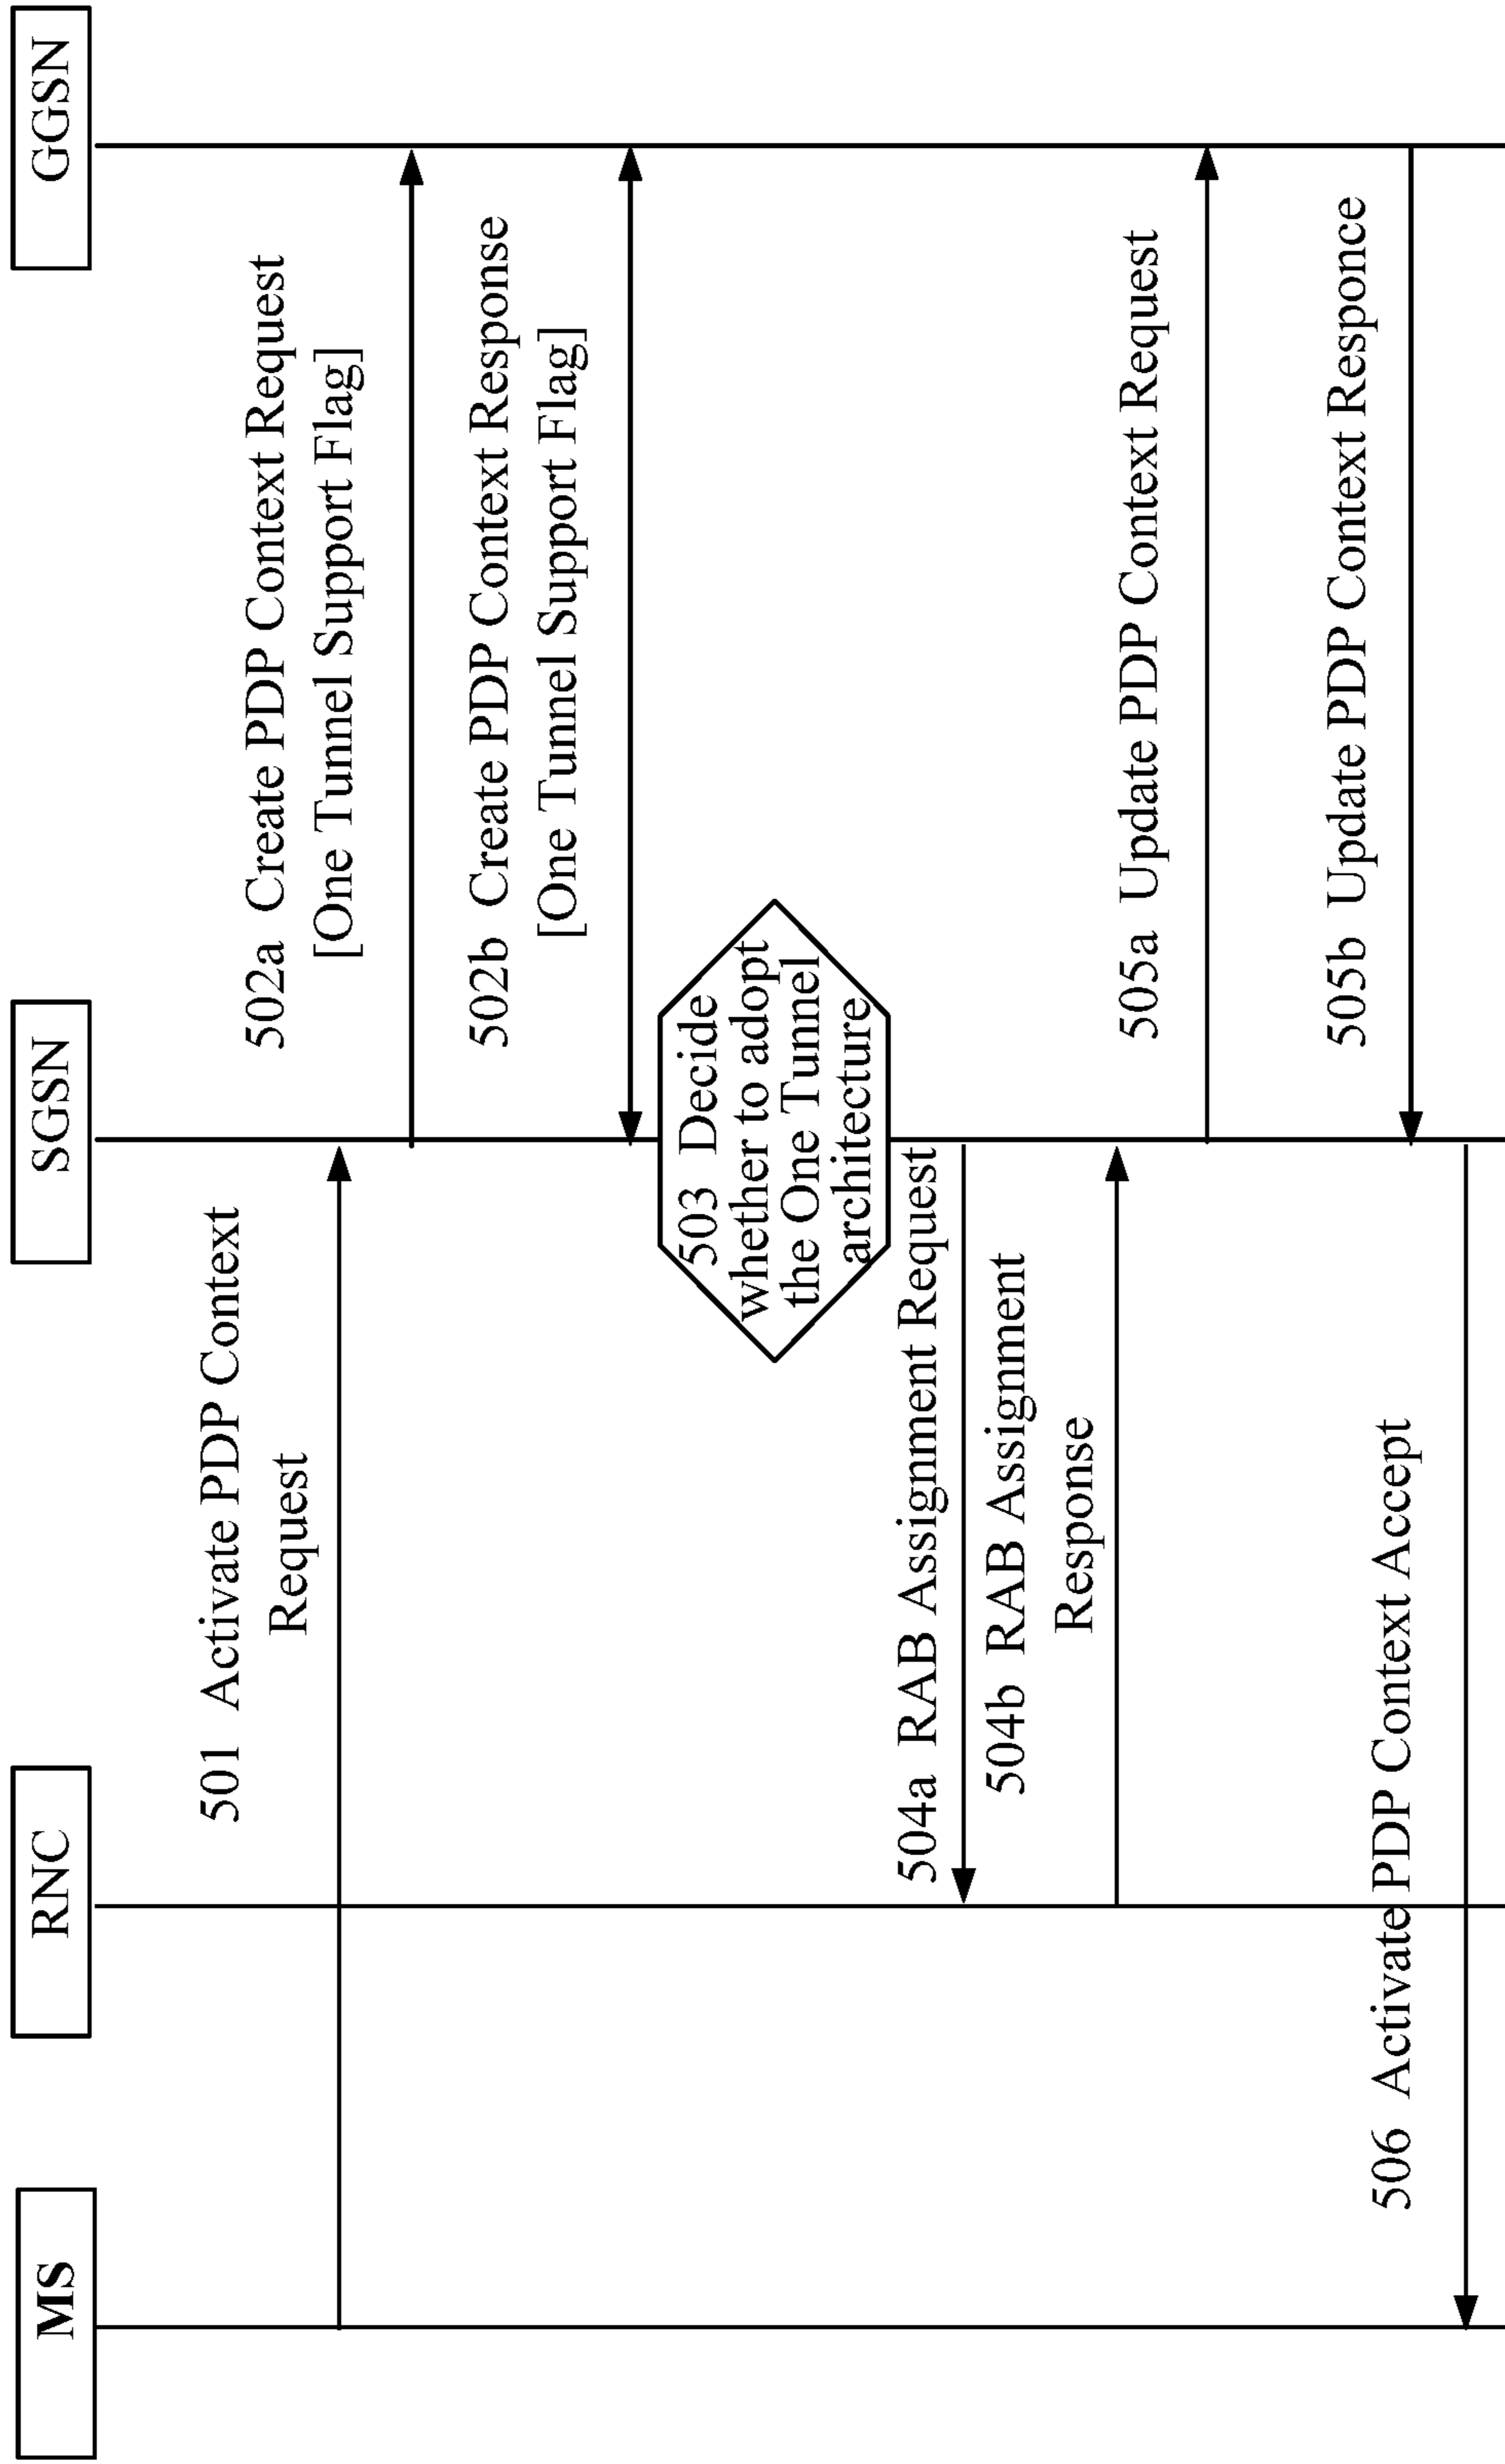 MS
RNC
SGSN
GGSN
501 Activate PDP Context
Request
502a Create PDP Context Request
[One Tunnel Support Flag]
502b Create PDP Context Response
[One Tunnel Support Flag]
503 Decide
whether to adopt
the One Tunnel
architecture
504a RAB Assignment Request
504b RAB Assignment
Response
505a Update PDP Context Request
505b Update PDP Context Responce
506 Activate PDP Context Accept